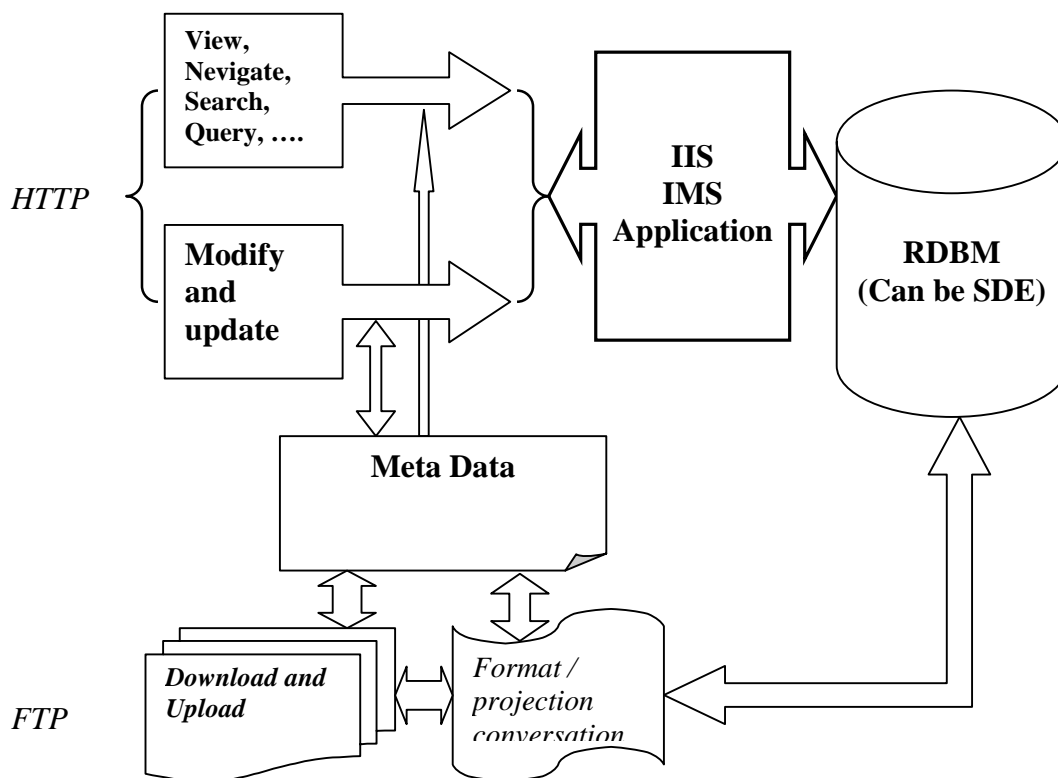 View,
Nevigate,
Search,
Query, ….
HTTP
Modify
and
update
IIS
IMS
Application
RDBM
(Can be SDE)
Meta Data
FTP
Download and
Upload
Format /
projection
conversation